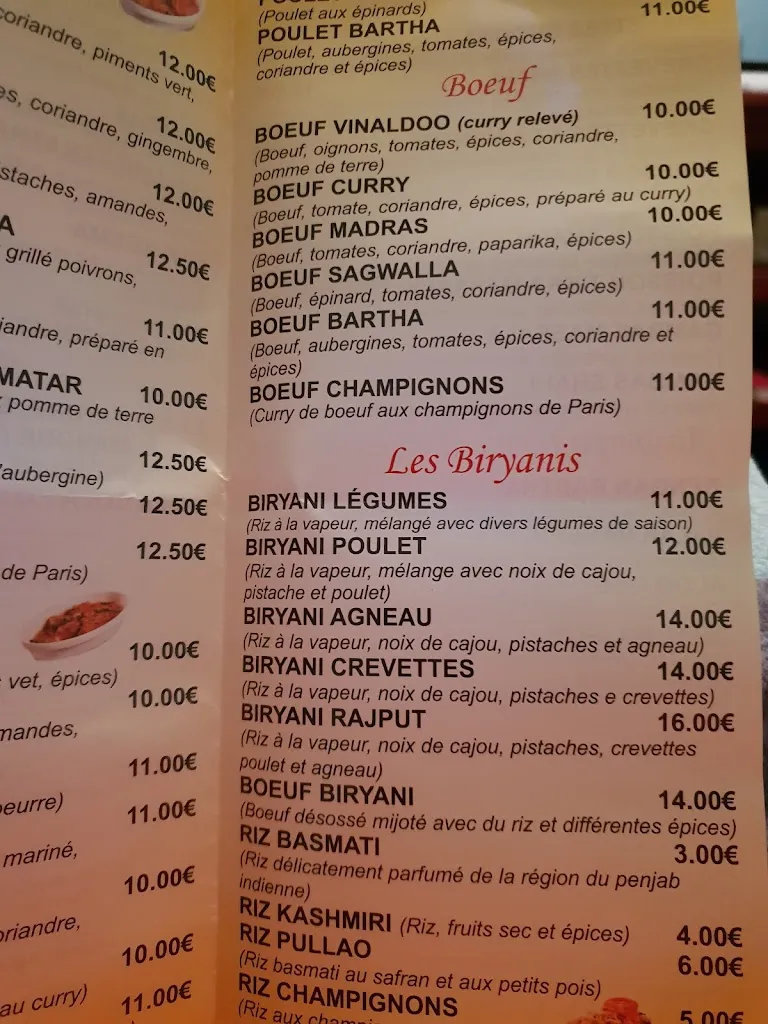 coriandre, piments vert,
12.00€
es, coriandre, gingembre,
12.00€
staches, amandes,
12.00€
A
grillé poivrons,
12.50€
iandre, préparé en
11.00€
MATAR
pomme de terre
10.00€
'aubergine)
12.50€
12.50€
de Paris)
12.50€
vet, épices)
10.00€
mandes,
10.00€
beurre)
11.00€
mariné,
11.00€
oriandre,
10.00€
au curry)
10.00€
11.00€
(Poulet aux épinards)
POULET BARTHA 11.00€
(Poulet, aubergines, tomates, épices,
coriandre et épices)
Boeuf
BOEUF VINALDOO (curry relevé) 10.00€
(Boeuf, oignons, tomates, épices, coriandre,
pomme de terre)
BOEUF CURRY 10.00€
(Boeuf, tomate, coriandre, épices, préparé au curry)
BOEUF MADRAS 10.00€
(Boeuf, tomates, coriandre, paparika, épices)
BOEUF SAGWALLA 11.00€
(Boeuf, épinard, tomates, coriandre, épices)
BOEUF BARTHA 11.00€
(Boeuf, aubergines, tomates, épices, coriandre et
épices)
BOEUF CHAMPIGNONS 11.00€
(Curry de boeuf aux champignons de Paris)
Les Biryanis
BIRYANI LÉGUMES 11.00€
(Riz à la vapeur, mélangé avec divers légumes de saison)
BIRYANI POULET 12.00€
(Riz à la vapeur, mélange avec noix de cajou,
pistache et poulet)
BIRYANI AGNEAU 14.00€
(Riz à la vapeur, noix de cajou, pistaches et agneau)
BIRYANI CREVETTES 14.00€
(Riz à la vapeur, noix de cajou, pistaches e crevettes)
BIRYANI RAJPUT 16.00€
(Riz à la vapeur, noix de cajou, pistaches, crevettes
poulet et agneau)
BOEUF BIRYANI 14.00€
(Boeuf désossé mijoté avec du riz et différentes épices)
RIZ BASMATI 3.00€
(Riz délicatement parfumé de la région du penjab
indienne)
RIZ KASHMIRI (Riz, fruits sec et épices) 4.00€
RIZ PULLAO 6.00€
(Riz basmati au safran et aux petits pois)
RIZ CHAMPIGNONS 5.00€
(Riz aux champi